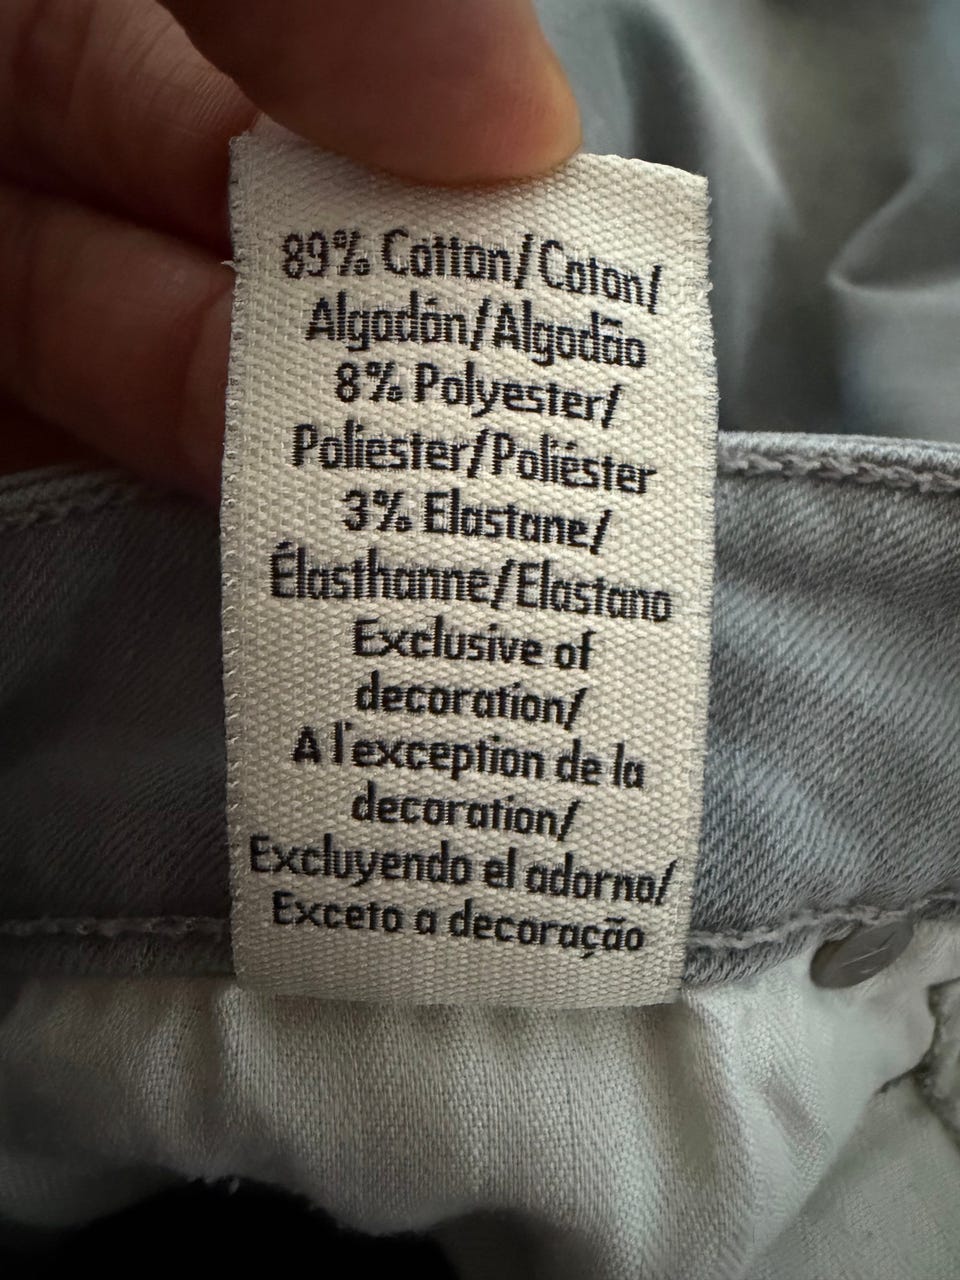 89% Cotton/Coton/
Algodón/Algodão
8% Polyester/
Poliester/Poliéster
3% Elastane/
Élasthanne/Elastano
Exclusive of
decoration/
A l'exception de la
decoration/
Excluyendo el adorno/
Exceto a decoração